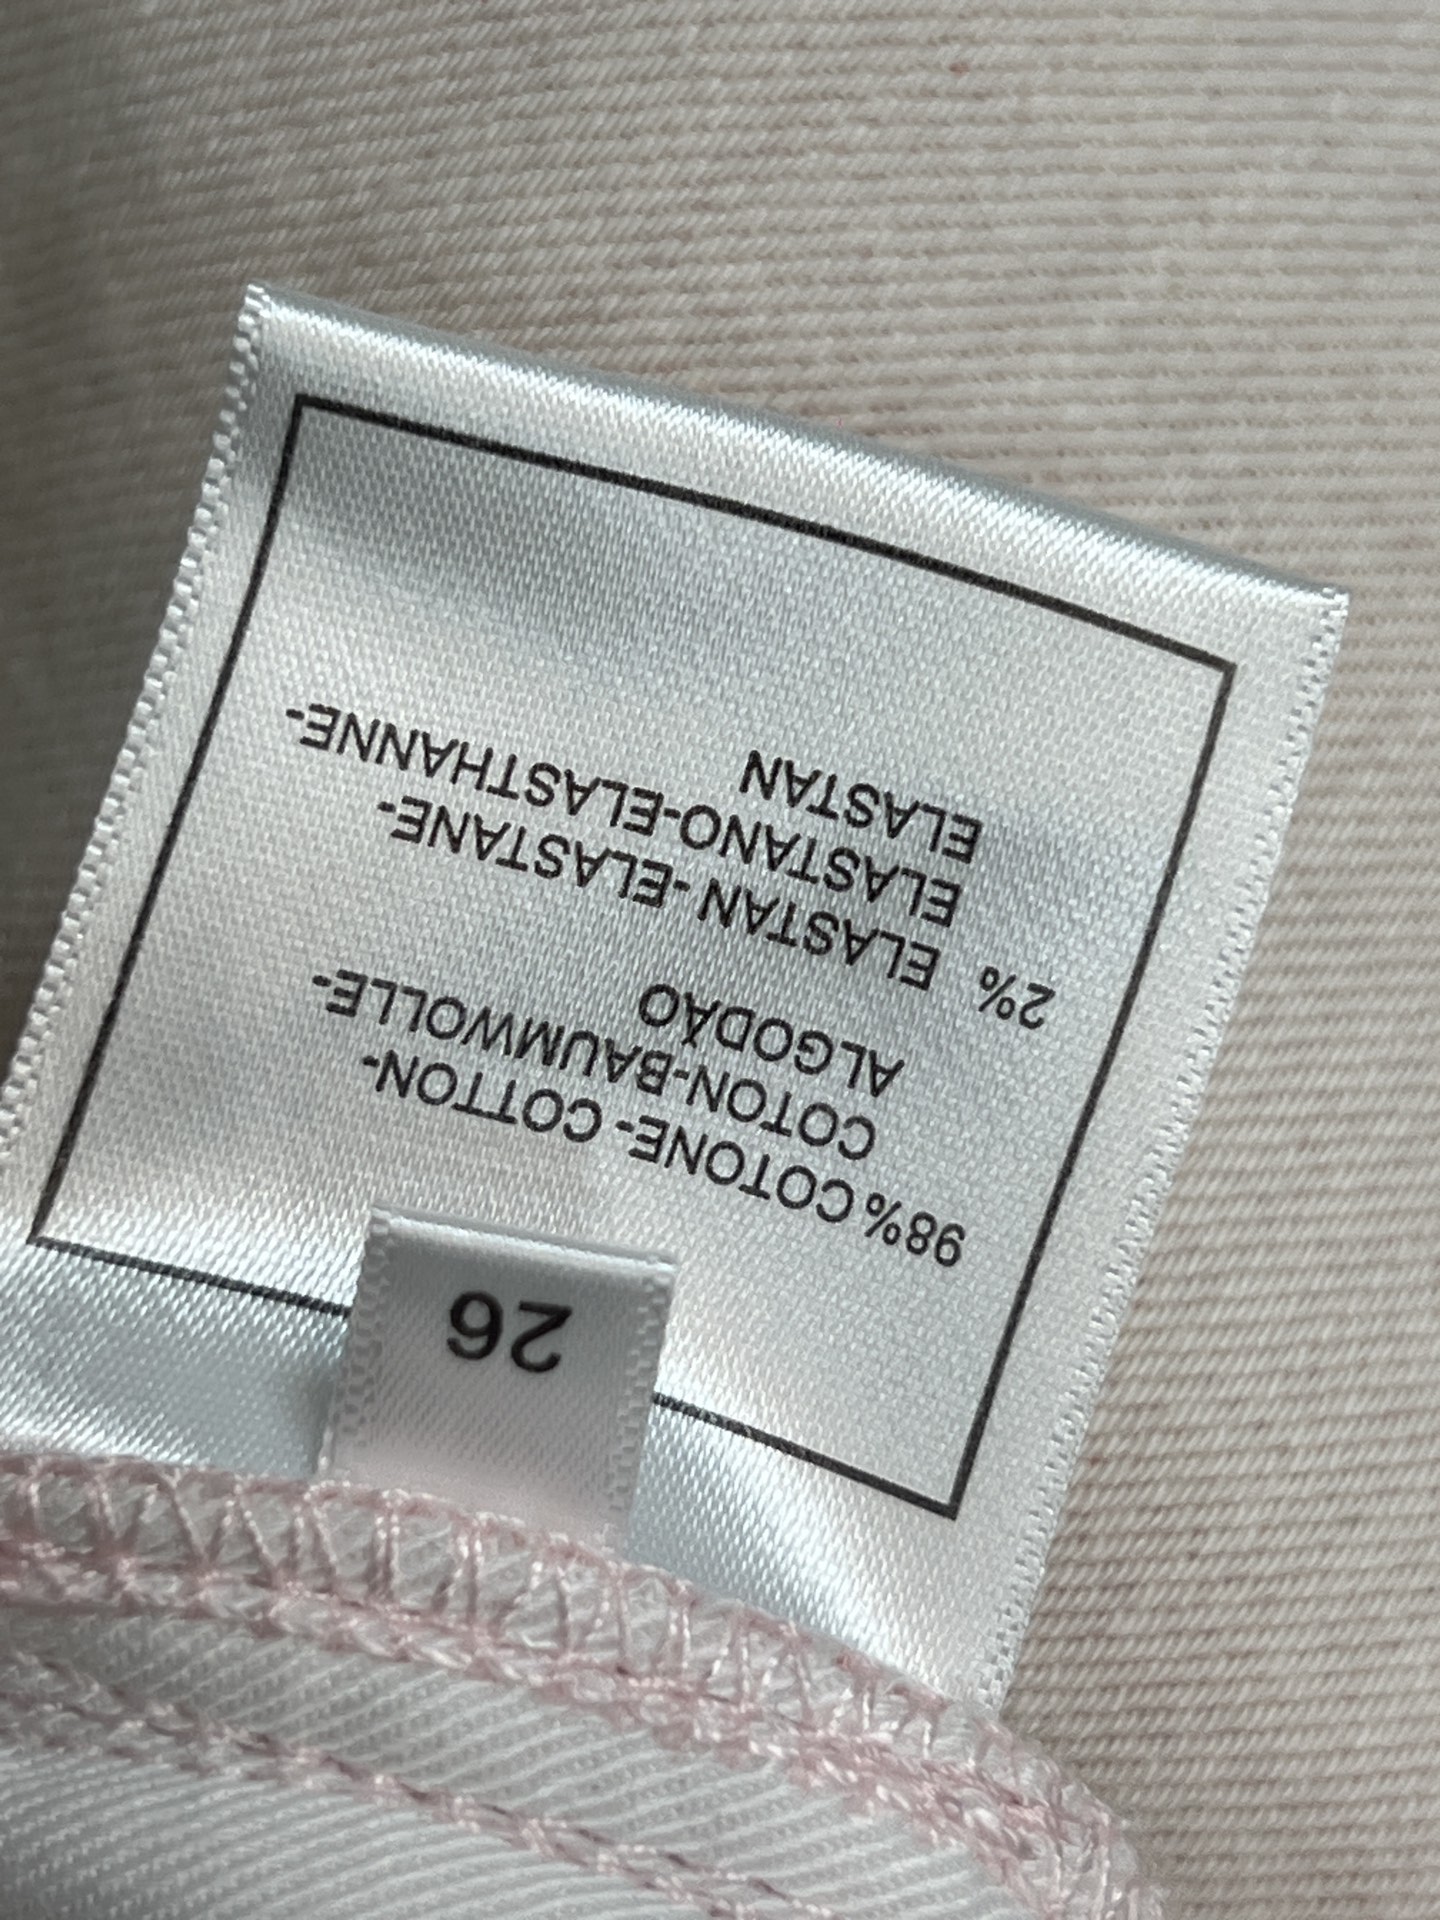 26
98% COTONE- COTTON-
COTON-BAUMWOLLE-
ALGODÃO
2% ELASTAN -ELASTANE-
ELASTANO-ELASTHANNE-
ELASTAN